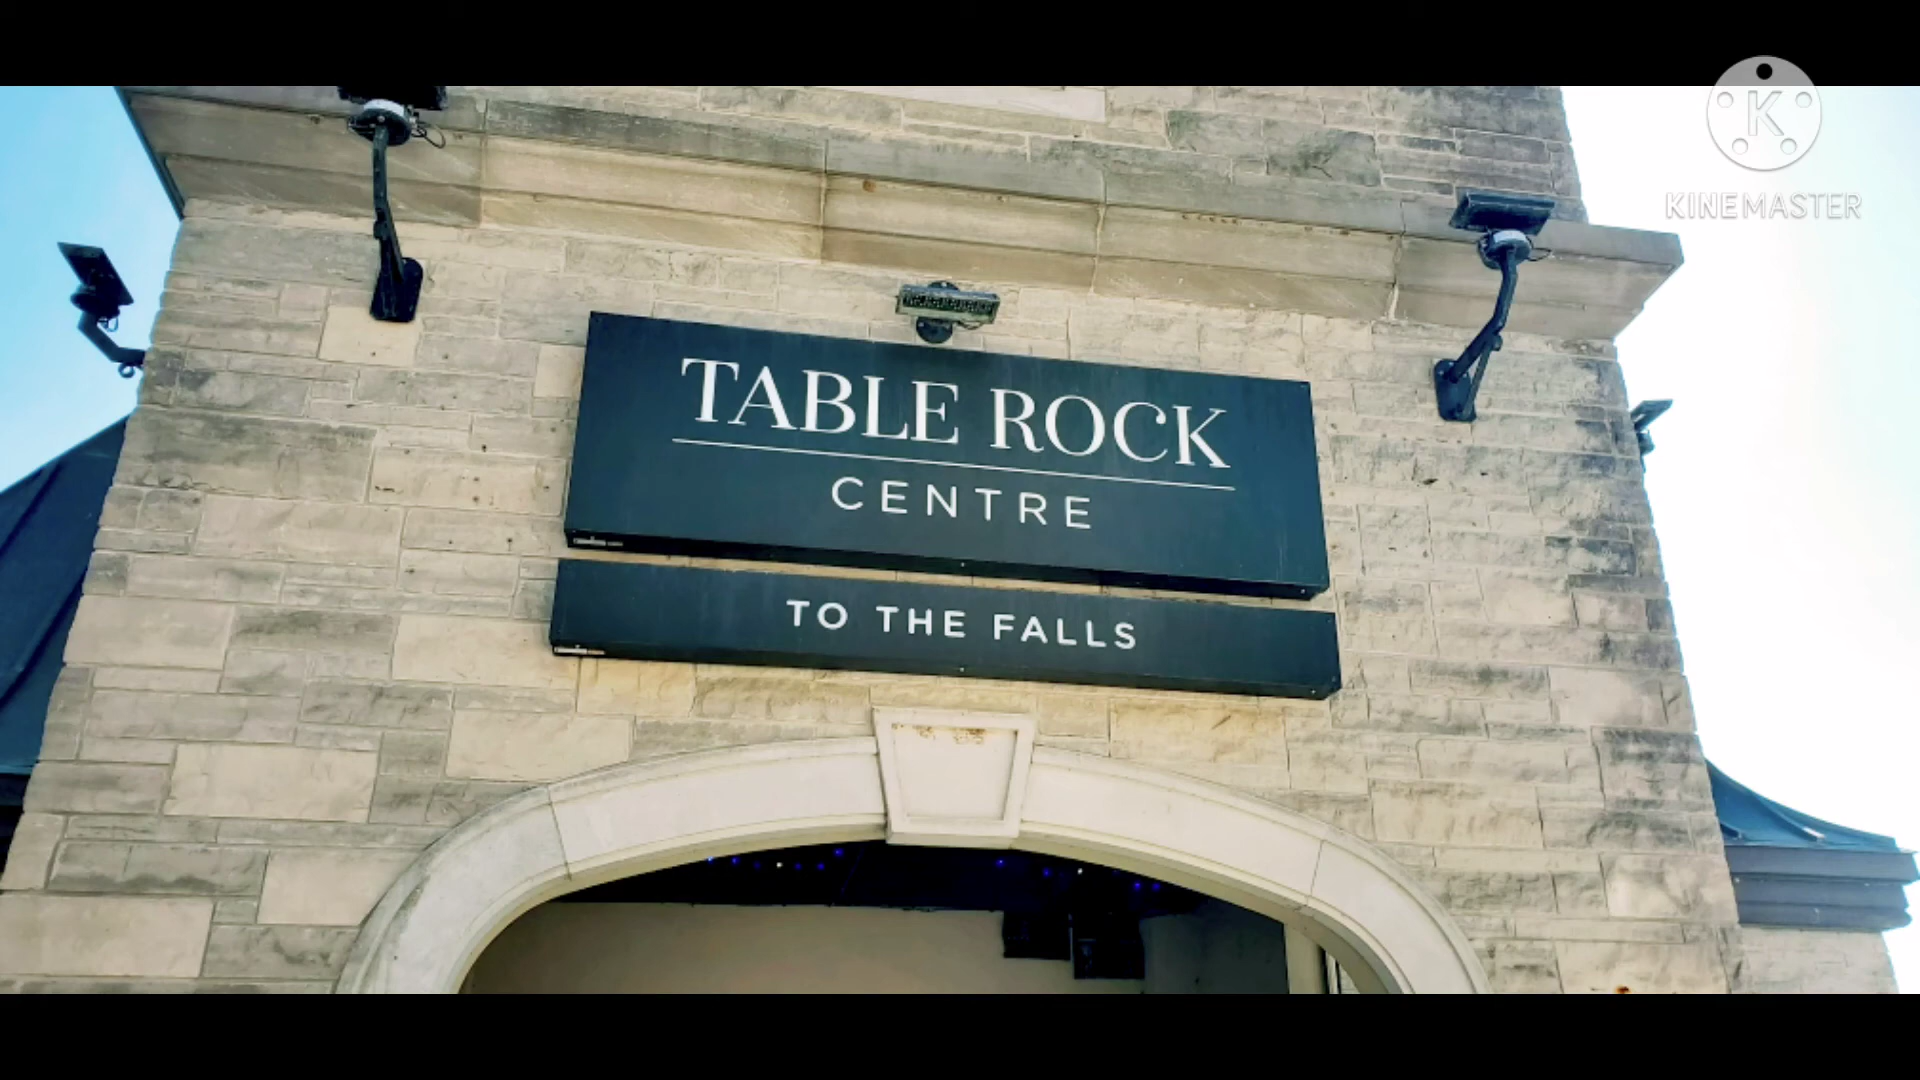 K
KINEMASTER
TABLE ROCK
CENTRE
TO THE FALLS